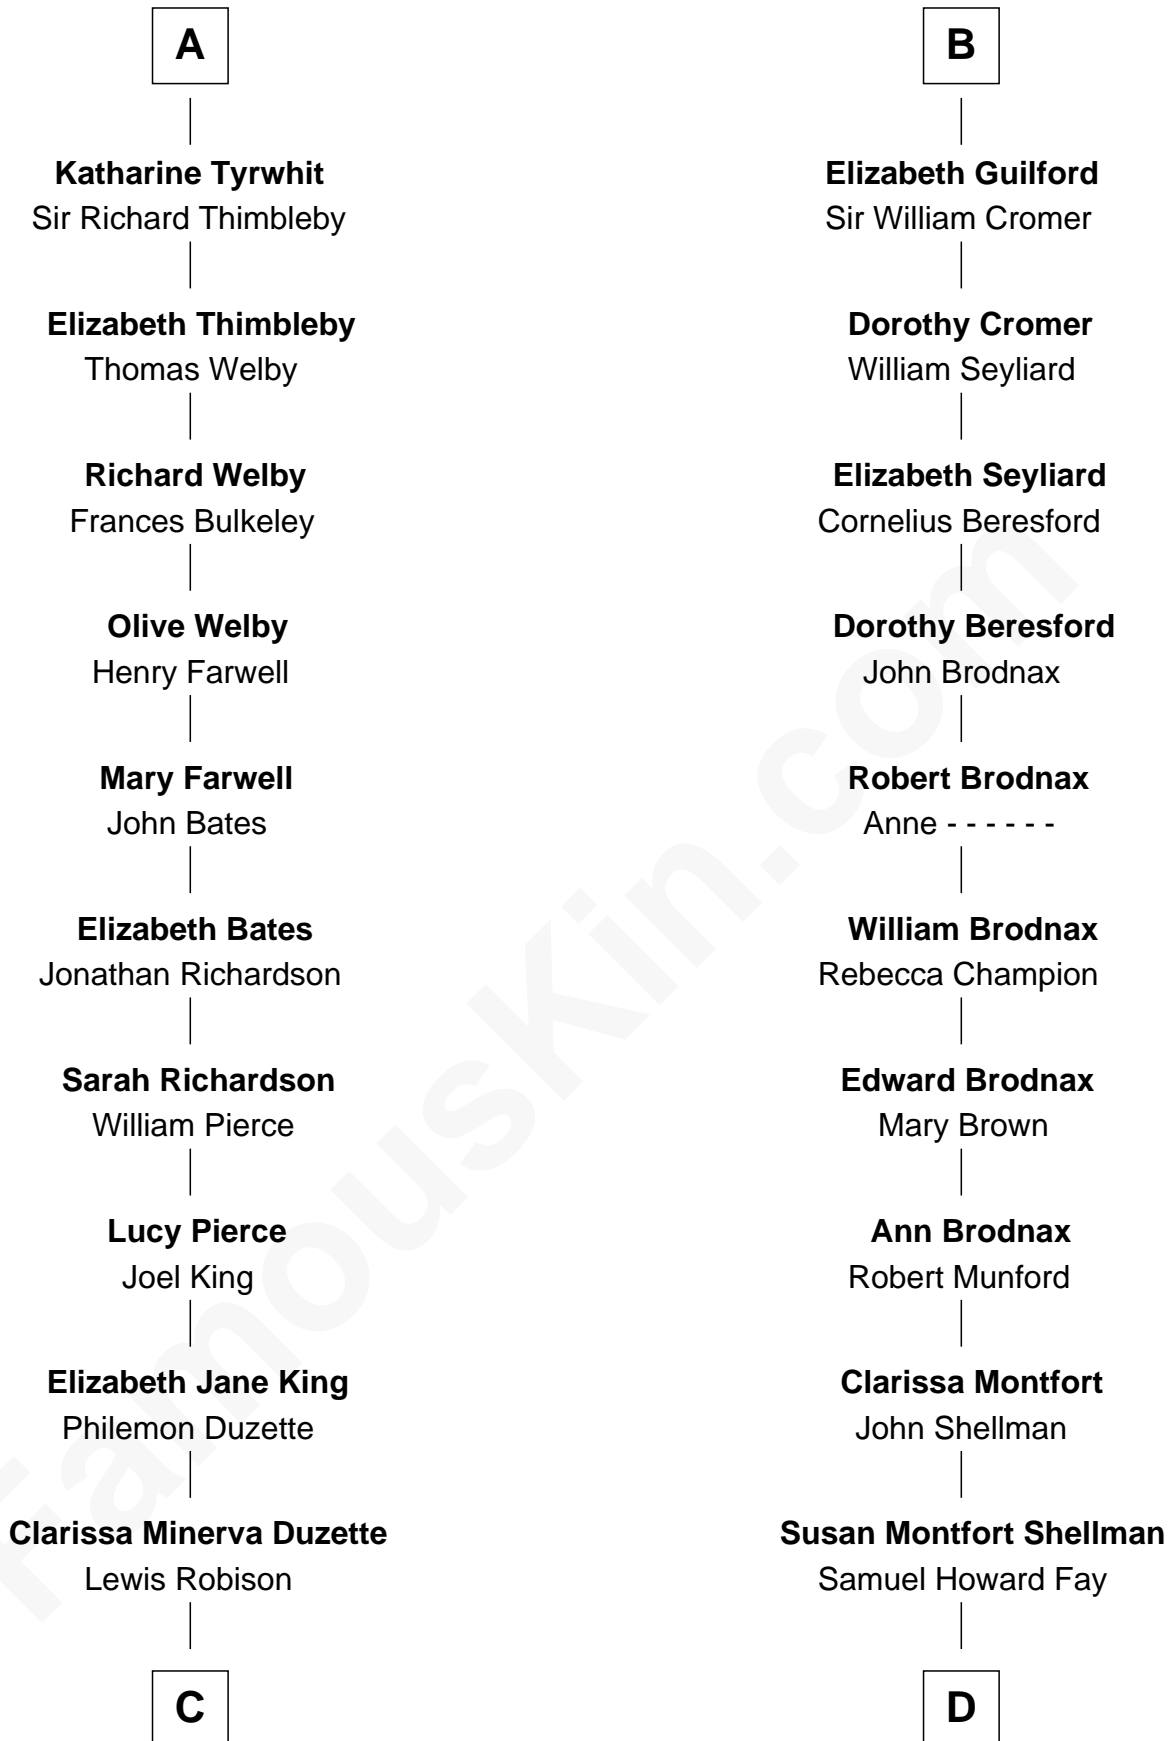 A
Katharine Tyrwhit
Sir Richard Thimbleby
Elizabeth Thimbleby
Thomas Welby
Richard Welby
Frances Bulkeley
Olive Welby
Henry Farwell
Mary Farwell
John Bates
Elizabeth Bates
Jonathan Richardson
Sarah Richardson
William Pierce
Lucy Pierce
Joel King
Elizabeth Jane King
Philemon Duzette
Clarissa Minerva Duzette
Lewis Robison
C
B
Elizabeth Guilford
Sir William Cromer
Dorothy Cromer
William Seyliard
Elizabeth Seyliard
Cornelius Beresford
Dorothy Beresford
John Brodnax
Robert Brodnax
Anne - - - - - -
William Brodnax
Rebecca Champion
Edward Brodnax
Mary Brown
Ann Brodnax
Robert Munford
Clarissa Montfort
John Shellman
Susan Montfort Shellman
Samuel Howard Fay
D
FamousKin.com